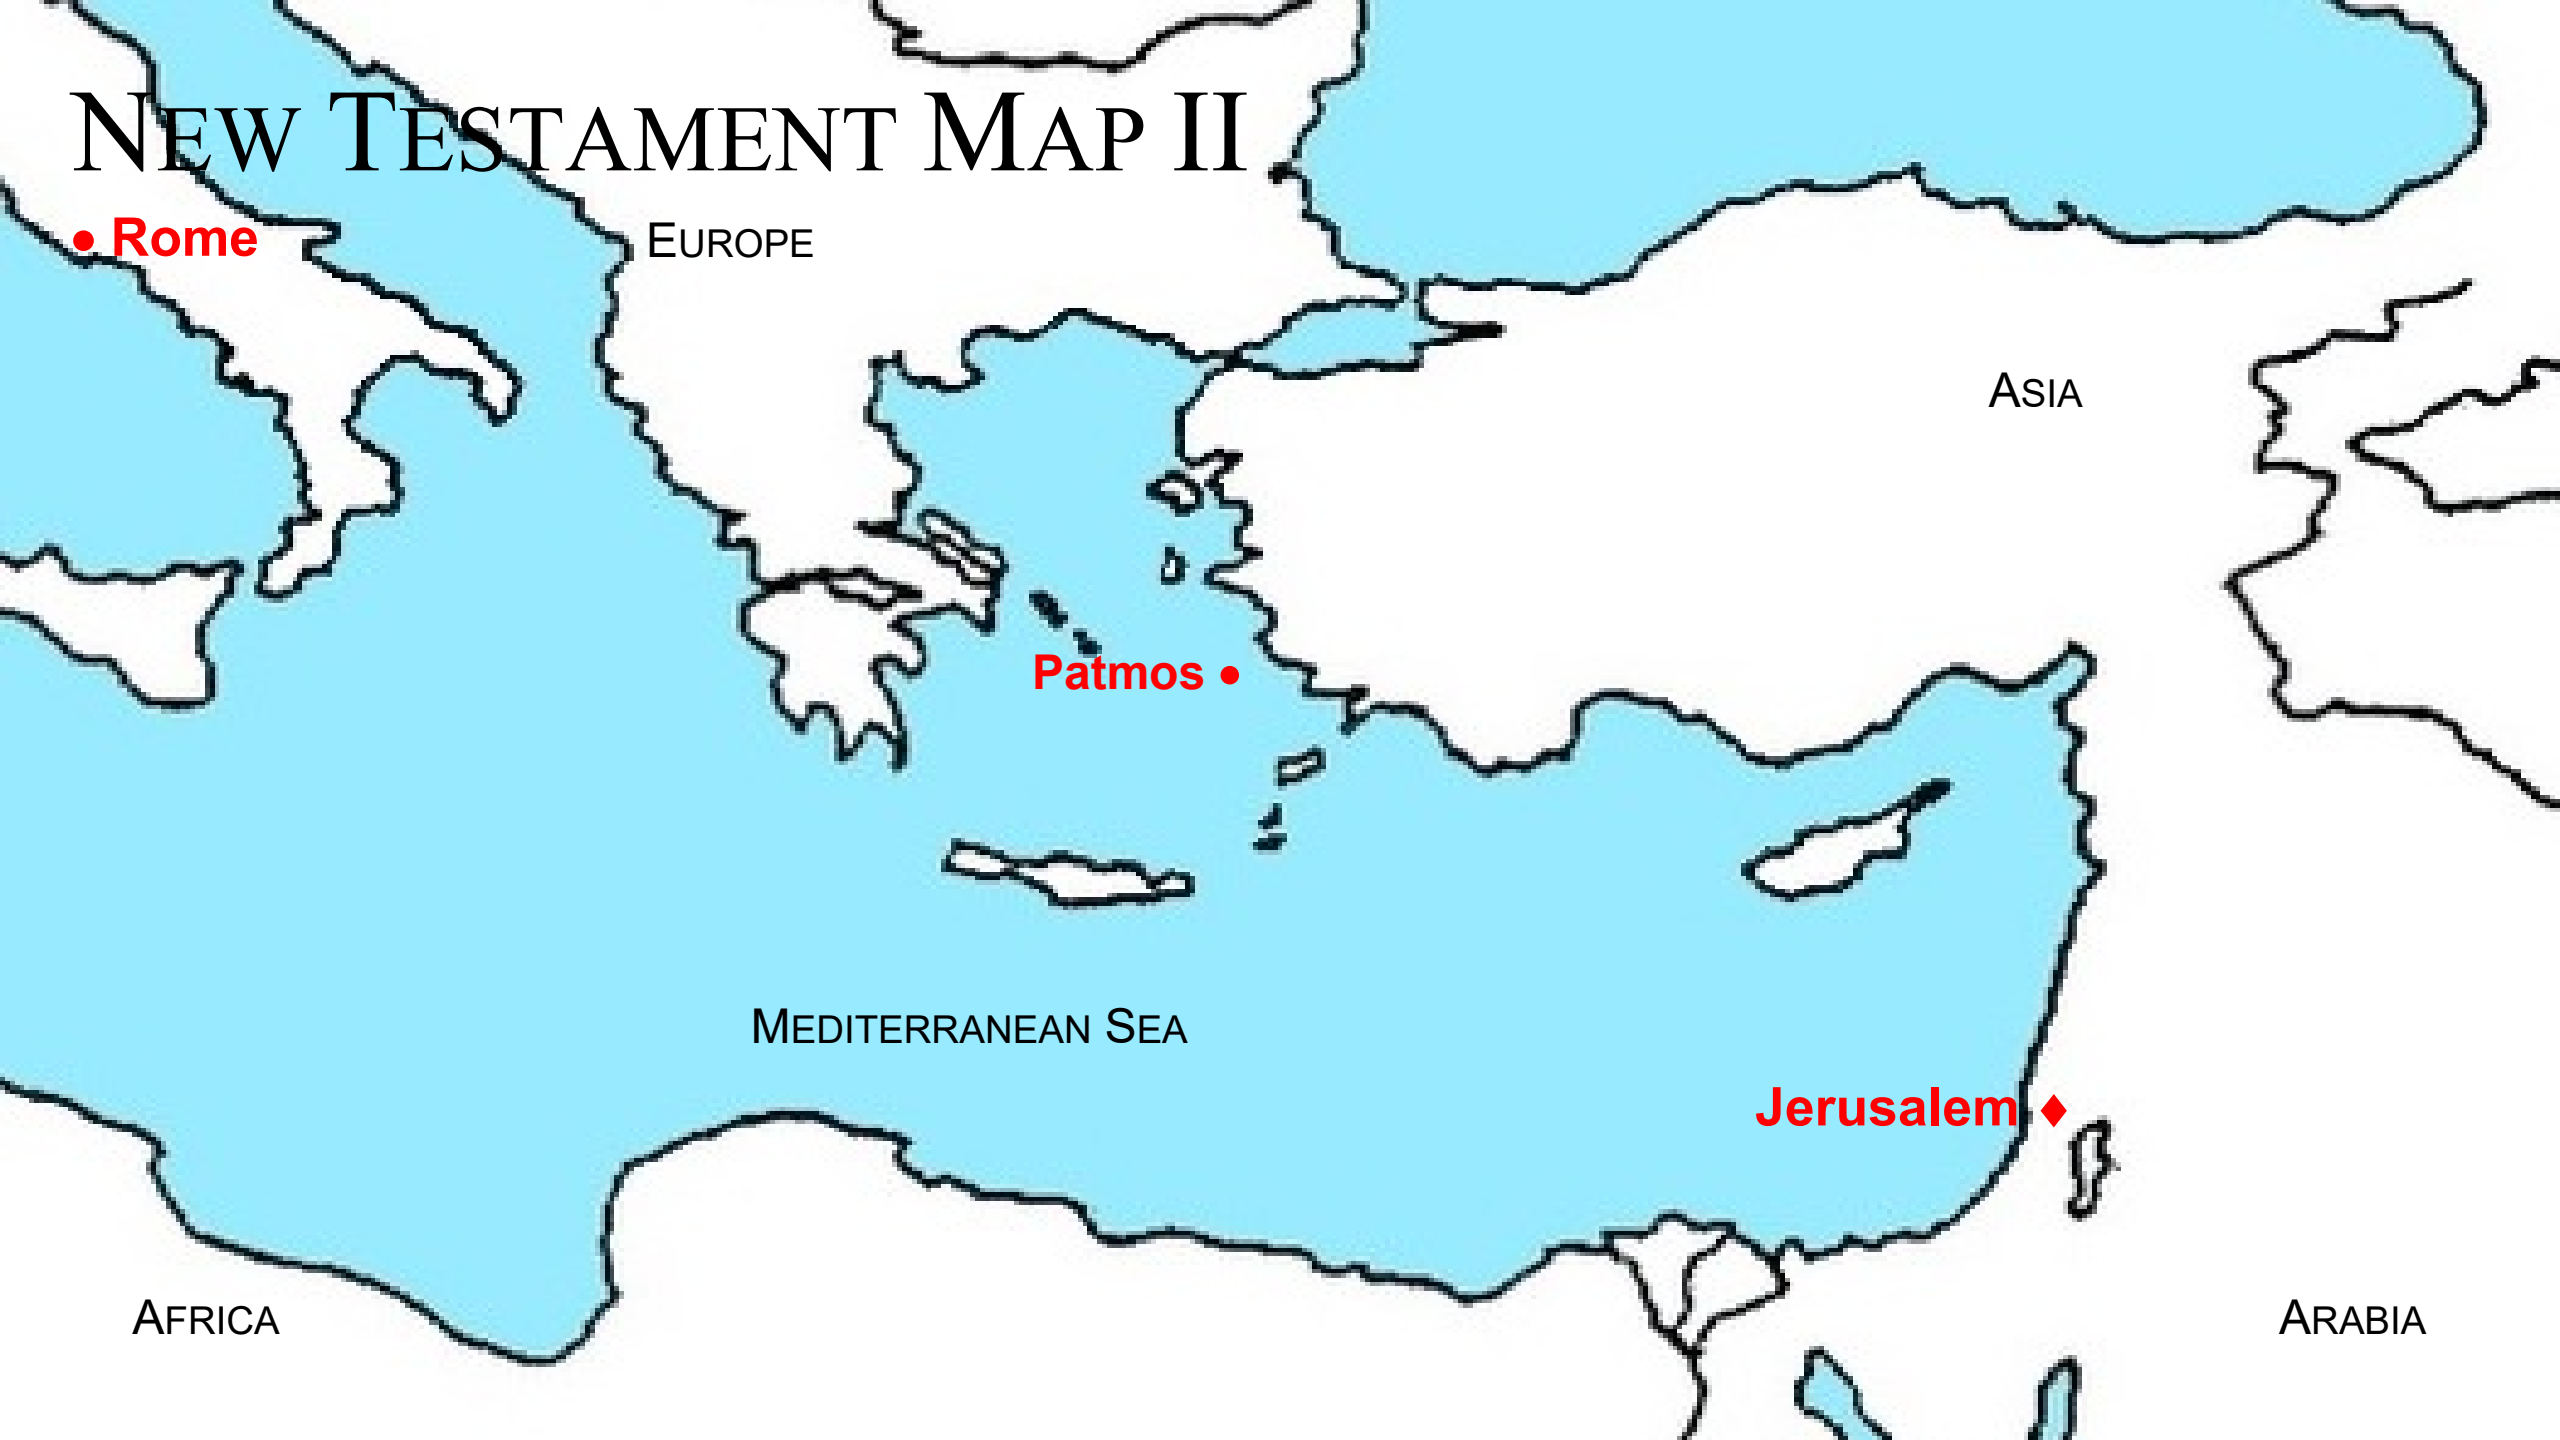 NEW TESTAMENT MAP II
• Rome
EUROPE
ASIA
Patmos •
MEDITERRANEAN SEA
Jerusalem ♦
AFRICA
ARABIA